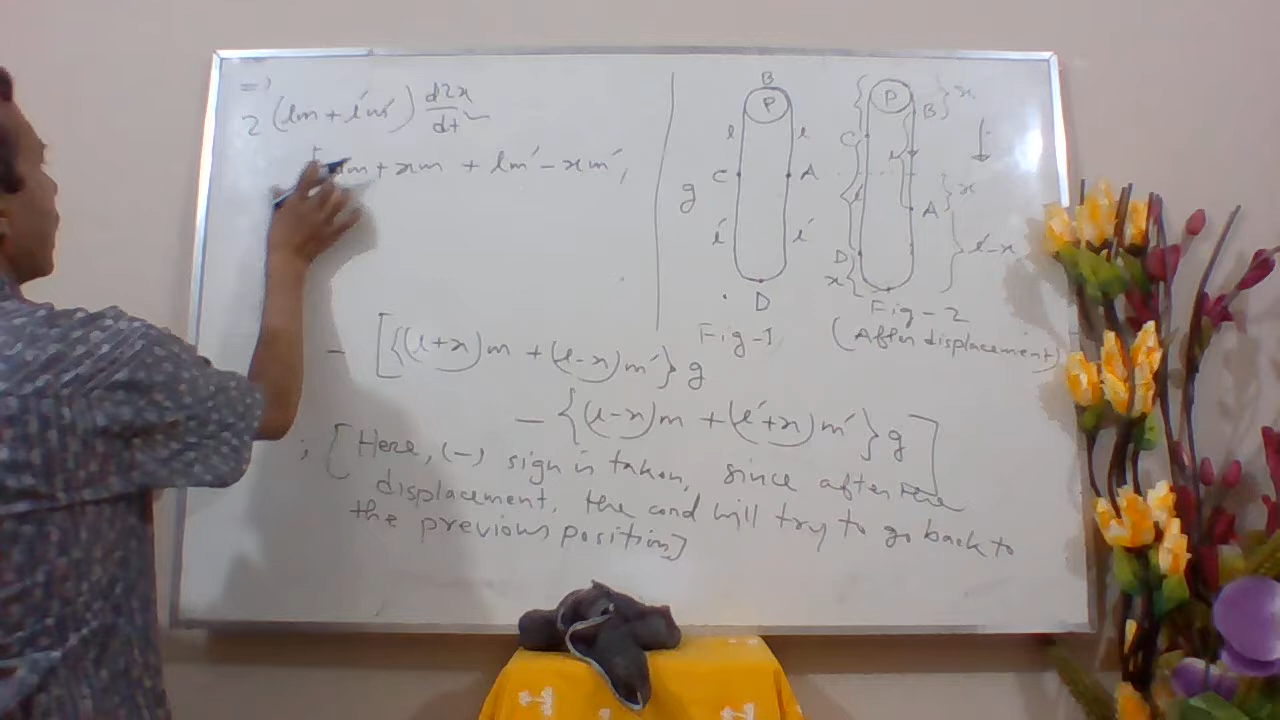 =>
2 (lm + l'm') d2x/dt2
lm + xm + lm' - xm',
- [{(l+x)m + (l-x)m'} g
- {(l-x)m + (l'+x)m'} g ]
; [Here, (-) sign is taken, since after the
displacement, the cord will try to go back to
the previous position]
B
P
l l
C A
g
l' l'
D
Fig-1
P
B
x
C
l
x
A
D
x
l'-x
Fig-2
(After displacement)